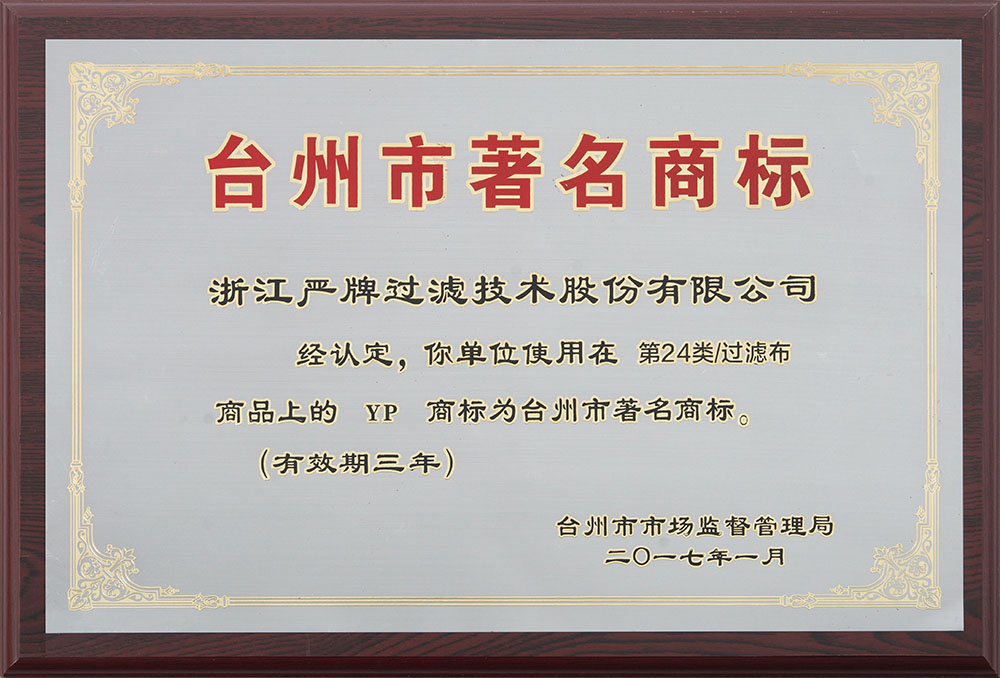 台州市著名商标
浙江严牌过滤技术股份有限公司
经认定，你单位使用在 第24类/过滤布
商品上的 YP 商标为台州市著名商标。
（有效期三年）
台州市市场监督管理局
二〇一七年一月